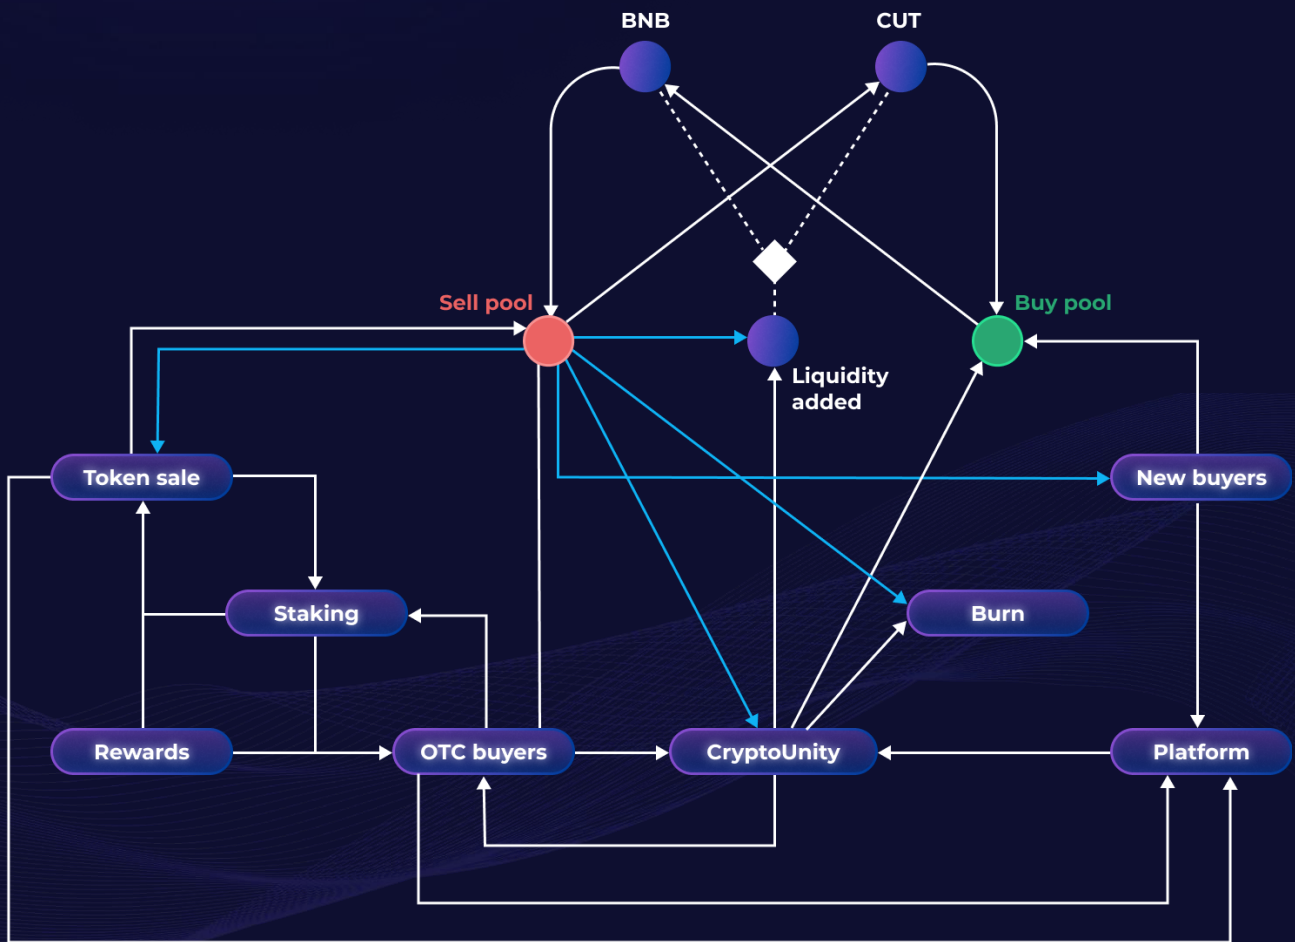 BNB
CUT
Sell pool
Buy pool
Liquidity
added
Token sale
New buyers
Staking
Burn
Rewards
OTC buyers
CryptoUnity
Platform